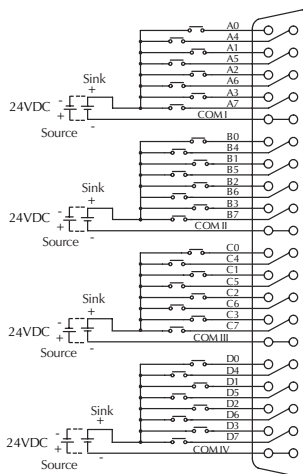 A0
A4
A1
A5
A2
A6
A3
A7
COM I
Sink
+
-
24VDC
+
-
Source
B0
B4
B1
B5
B2
B6
B3
B7
COM II
Sink
+
-
24VDC
+
-
Source
C0
C4
C1
C5
C2
C6
C3
C7
COM III
Sink
+
-
24VDC
+
-
Source
D0
D4
D1
D5
D2
D6
D3
D7
COM IV
Sink
+
-
24VDC
+
-
Source